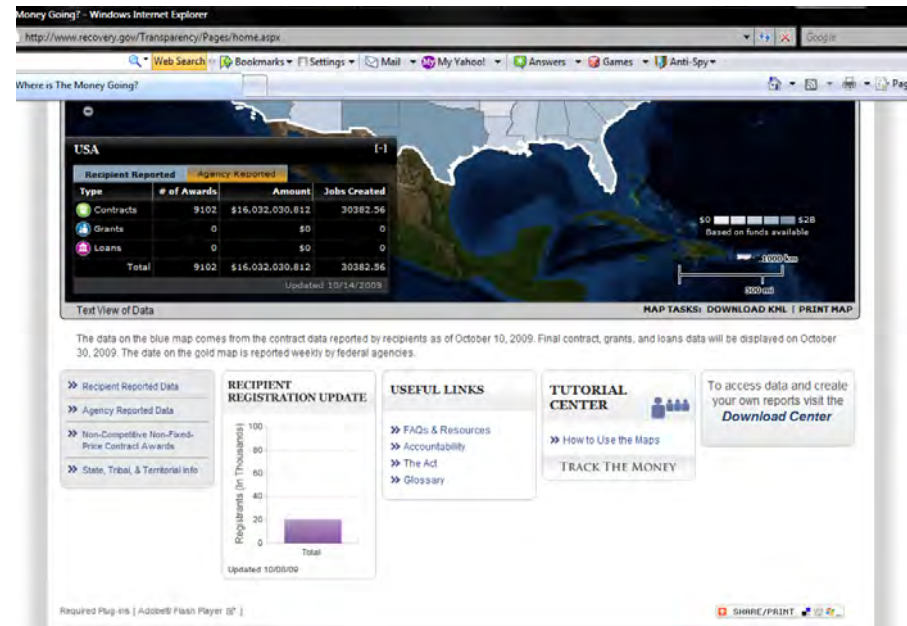 Money Going? - Windows Internet Explorer
http://www.recovery.gov/Transparency/Pages/home.aspx
Google
Web Search Bookmarks Settings Mail My Yahoo! Answers Games Anti-Spy
Where is The Money Going?
Pag
USA [-]
Recipient Reported Agency Reported
Type # of Awards Amount Jobs Created
Contracts 9102 $16,032,030,812 30382.56
Grants 0 $0 0
Loans 0 $0 0
Total 9102 $16,032,030,812 30382.56
Updated 10/14/2009
$0 $2B
Based on funds available
1000 km
500 mi
Text View of Data
MAP TASKS: DOWNLOAD KML | PRINT MAP
The data on the blue map comes from the contract data reported by recipients as of October 10, 2009. Final contract, grants, and loans data will be displayed on October
30, 2009. The date on the gold map is reported weekly by federal agencies.
Recipient Reported Data
Agency Reported Data
Non-Competitive Non-Fixed-
Price Contract Awards
State, Tribal, & Territorial Info
RECIPIENT
REGISTRATION UPDATE
Registrants (In Thousands)
100
80
60
40
20
0
Total
Updated 10/08/09
USEFUL LINKS
FAQs & Resources
Accountability
The Act
Glossary
TUTORIAL
CENTER
How to Use the Maps
TRACK THE MONEY
To access data and create
your own reports visit the
Download Center
Required Plug-ins [ Adobe® Flash Player ]
SHARE/PRINT